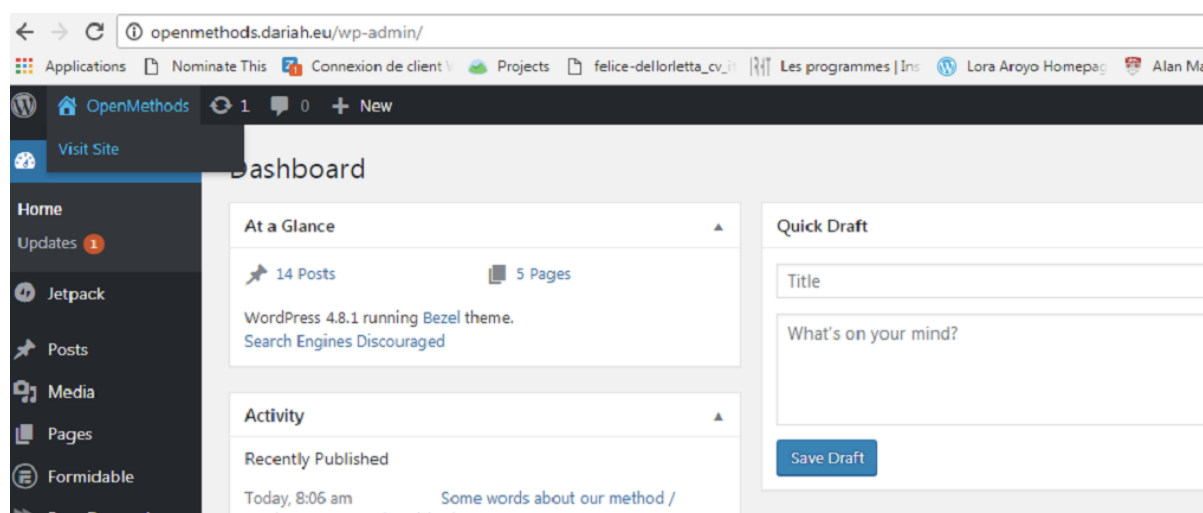 openmethods.dariah.eu/wp-admin/
Applications Nominate This Connexion de client Projects felice-dellorletta_cv_it Les programmes | Ins Lora Aroyo Homepag Alan Ma
OpenMethods 1 0 + New
Visit Site
Dashboard
Home
Updates 1
Jetpack
Posts
Media
Pages
Formidable
At a Glance
14 Posts 5 Pages
WordPress 4.8.1 running Bezel theme.
Search Engines Discouraged
Activity
Recently Published
Today, 8:06 am Some words about our method /
Quick Draft
Title
What's on your mind?
Save Draft